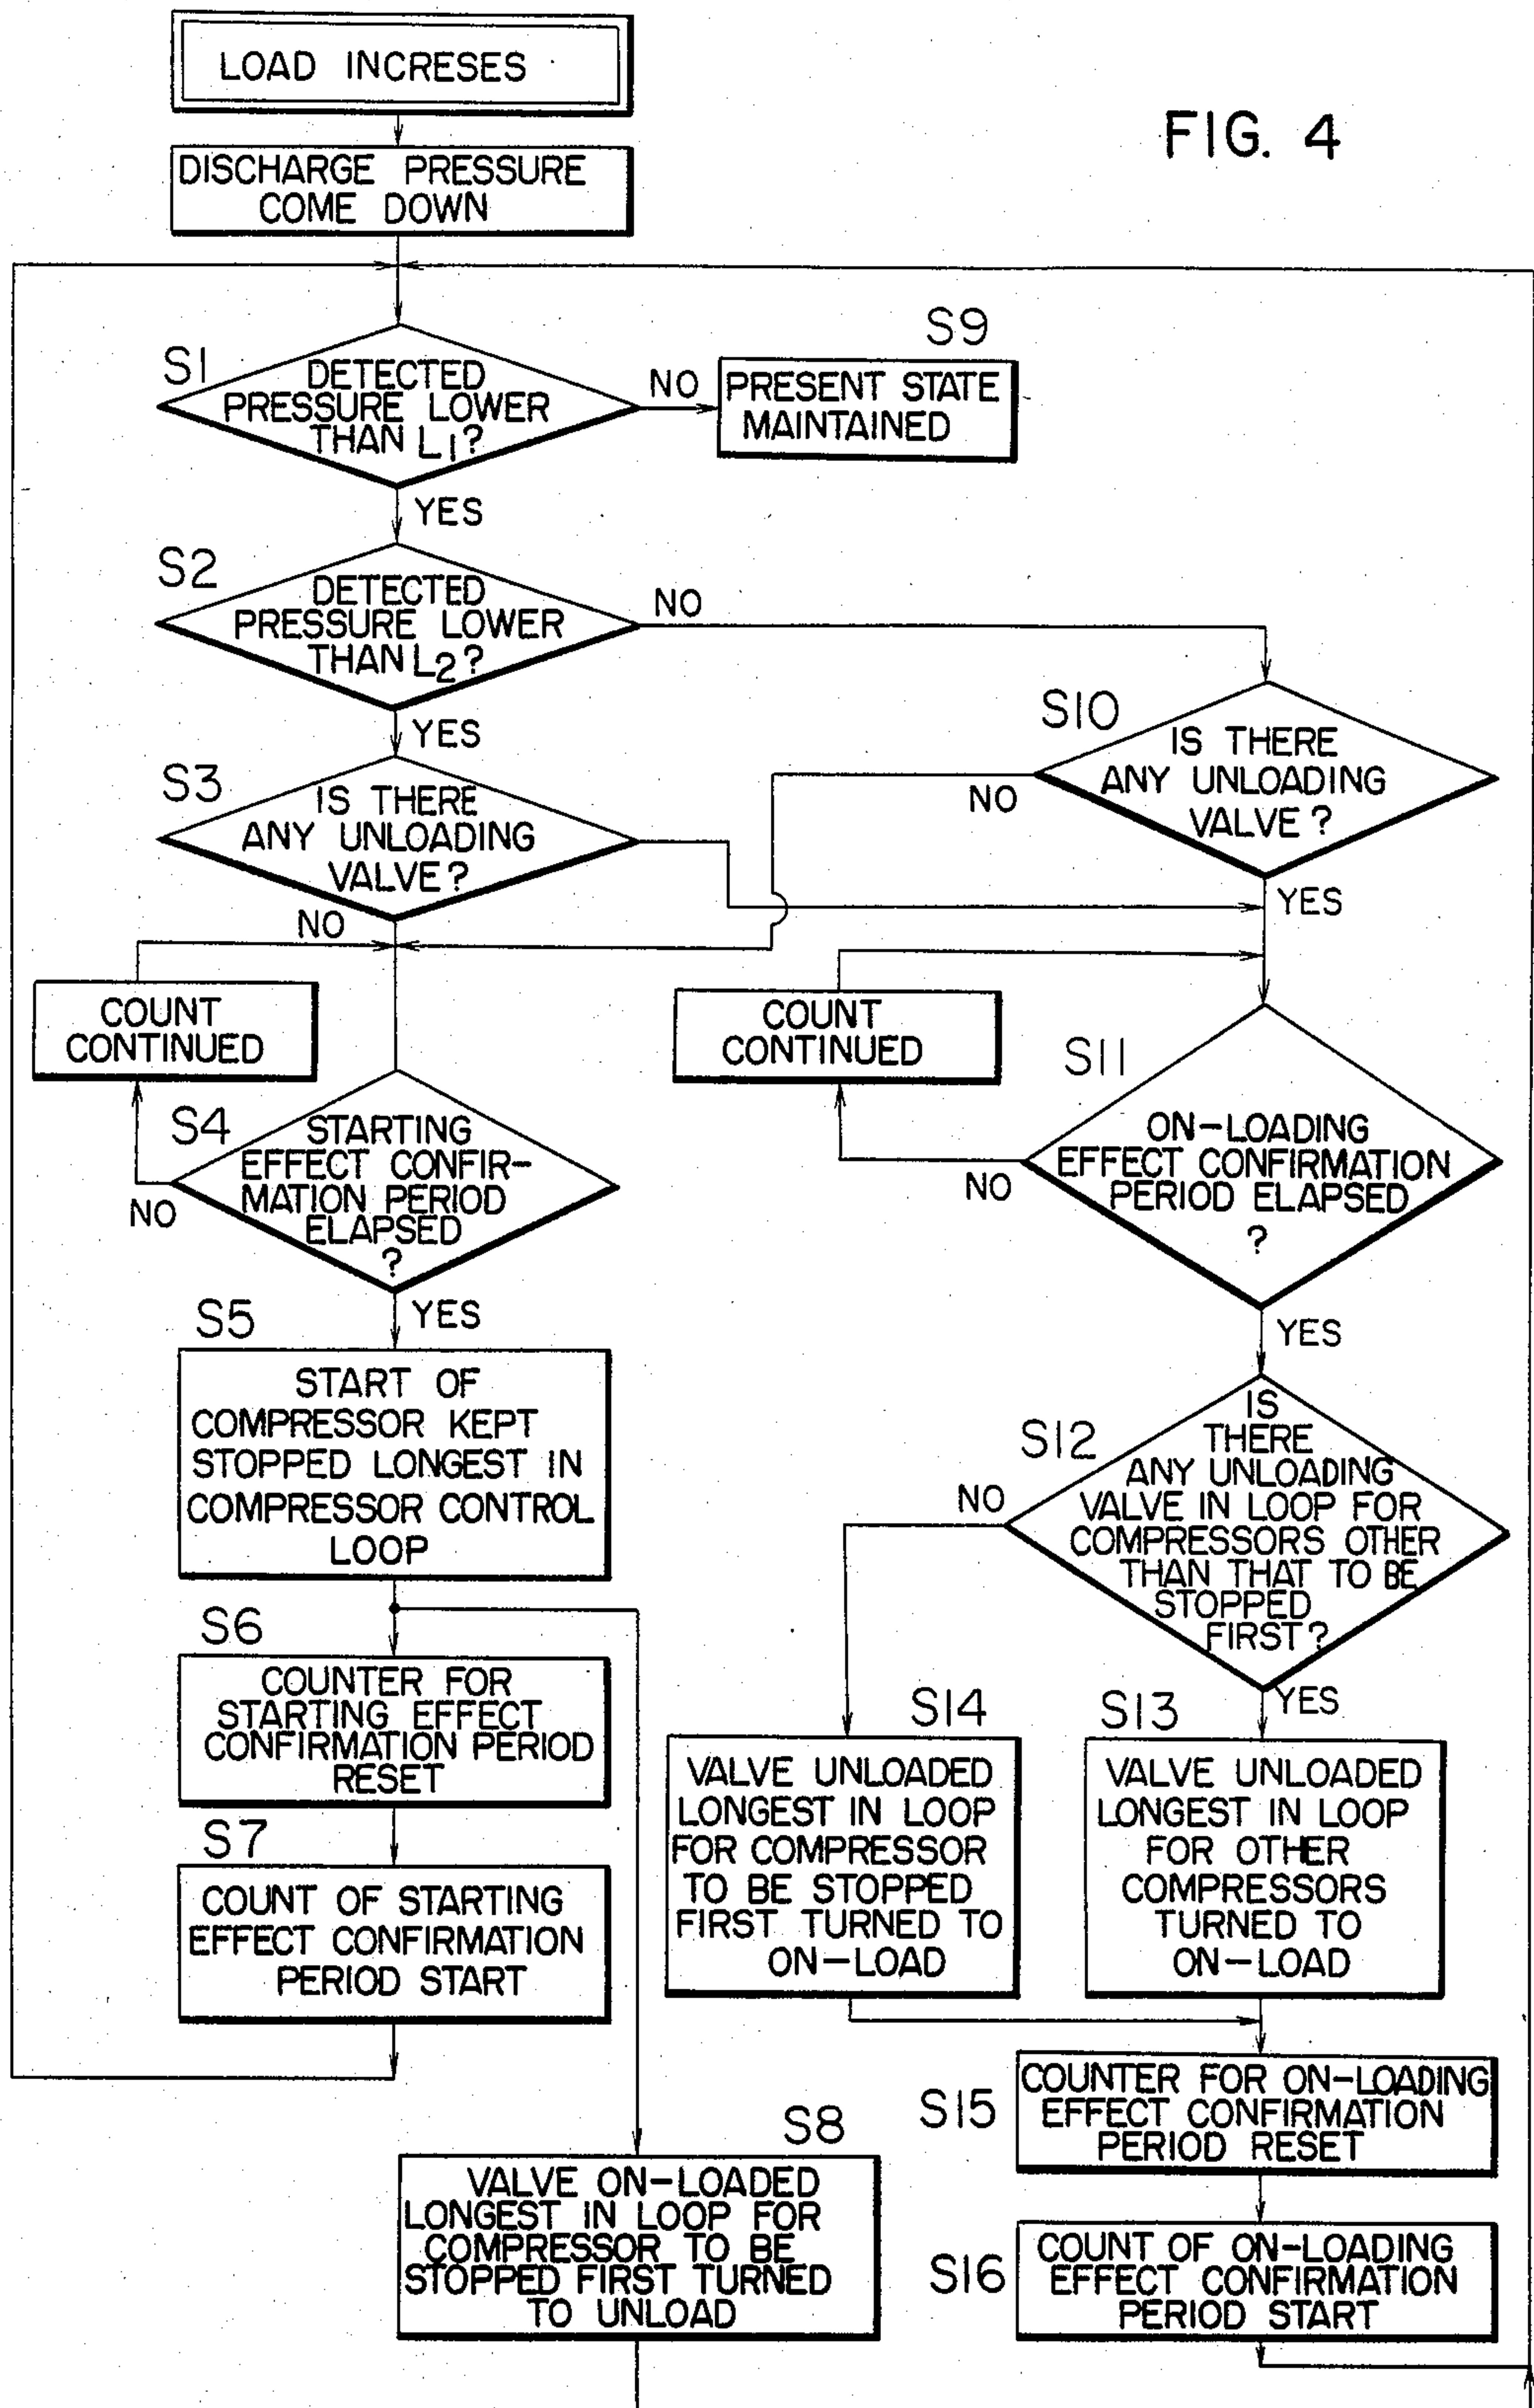 LOAD INCRESES
FIG. 4
DISCHARGE PRESSURE
COME DOWN
S1
DETECTED
PRESSURE LOWER
THAN L1?
NO
S9
PRESENT STATE
MAINTAINED
YES
S2
DETECTED
PRESSURE LOWER
THAN L2?
NO
YES
S3
IS THERE
ANY UNLOADING
VALVE?
NO
S10
IS THERE
ANY UNLOADING
VALVE?
NO
YES
COUNT
CONTINUED
COUNT
CONTINUED
S4
STARTING
EFFECT CONFIR-
MATION PERIOD
ELAPSED
?
NO
YES
S11
ON-LOADING
EFFECT CONFIRMATION
PERIOD ELAPSED
?
NO
YES
S5
START OF
COMPRESSOR KEPT
STOPPED LONGEST IN
COMPRESSOR CONTROL
LOOP
S12
IS
THERE
ANY UNLOADING
VALVE IN LOOP FOR
COMPRESSORS OTHER
THAN THAT TO BE
STOPPED
FIRST?
NO
YES
S6
COUNTER FOR
STARTING EFFECT
CONFIRMATION PERIOD
RESET
S7
COUNT OF STARTING
EFFECT CONFIRMATION
PERIOD START
S14
VALVE UNLOADED
LONGEST IN LOOP
FOR COMPRESSOR
TO BE STOPPED
FIRST TURNED TO
ON-LOAD
S13
VALVE UNLOADED
LONGEST IN LOOP
FOR OTHER
COMPRESSORS
TURNED TO
ON-LOAD
S8
VALVE ON-LOADED
LONGEST IN LOOP FOR
COMPRESSOR TO BE
STOPPED FIRST TURNED
TO UNLOAD
S15
COUNTER FOR ON-LOADING
EFFECT CONFIRMATION
PERIOD RESET
S16
COUNT OF ON-LOADING
EFFECT CONFIRMATION
PERIOD START